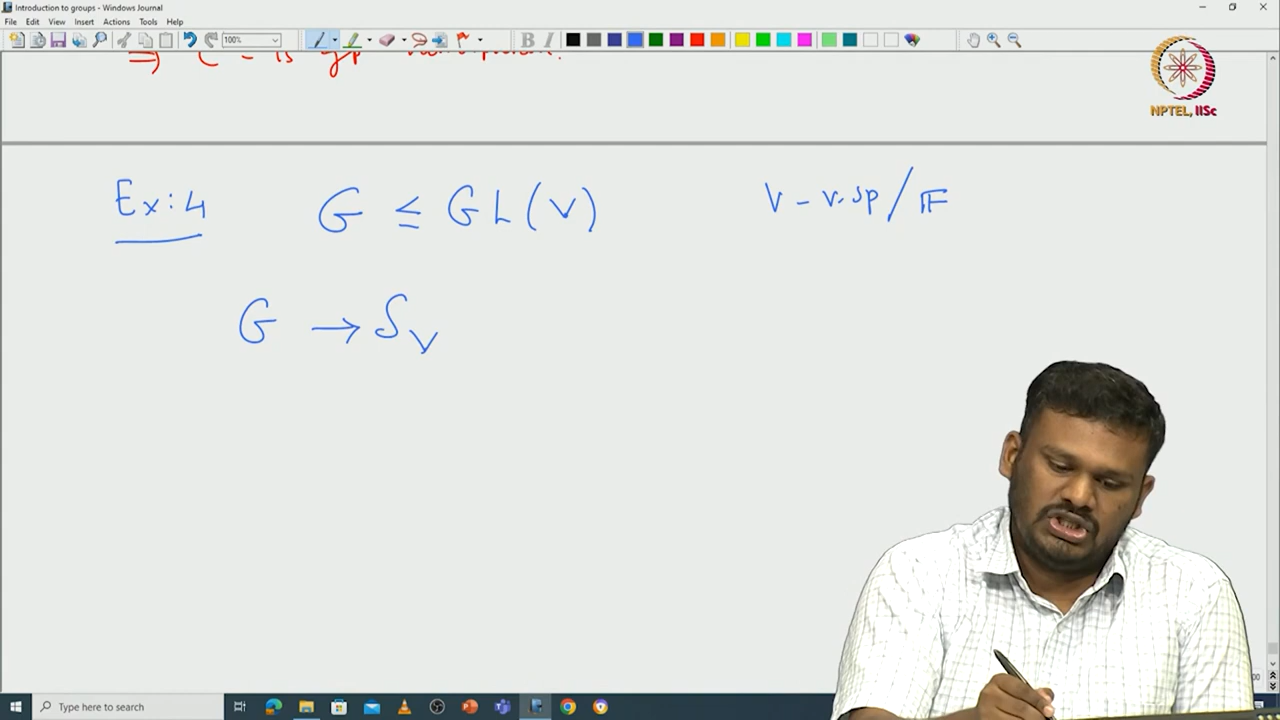 Introduction to groups - Windows Journal
File Edit View Insert Actions Tools Help
100%
NPTEL, IISc
Ex: 4 G ≤ GL(V) V - v. sp / 𝔽
G → S_V
Type here to search